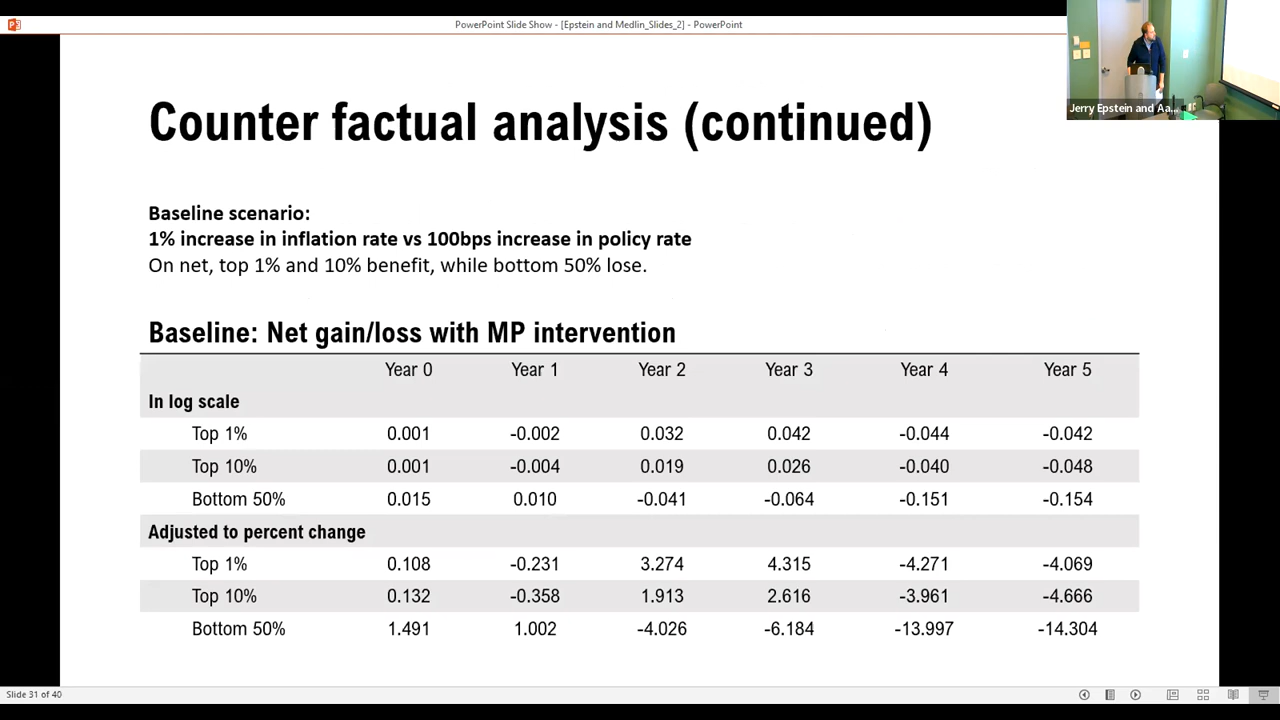 PowerPoint Slide Show - [Epstein and Medlin_Slides_2] - PowerPoint
Jerry Epstein and Aa...
Counter factual analysis (continued)
Baseline scenario:
1% increase in inflation rate vs 100bps increase in policy rate
On net, top 1% and 10% benefit, while bottom 50% lose.
Baseline: Net gain/loss with MP intervention
Year 0 Year 1 Year 2 Year 3 Year 4 Year 5
In log scale
Top 1% 0.001 -0.002 0.032 0.042 -0.044 -0.042
Top 10% 0.001 -0.004 0.019 0.026 -0.040 -0.048
Bottom 50% 0.015 0.010 -0.041 -0.064 -0.151 -0.154
Adjusted to percent change
Top 1% 0.108 -0.231 3.274 4.315 -4.271 -4.069
Top 10% 0.132 -0.358 1.913 2.616 -3.961 -4.666
Bottom 50% 1.491 1.002 -4.026 -6.184 -13.997 -14.304
Slide 31 of 40